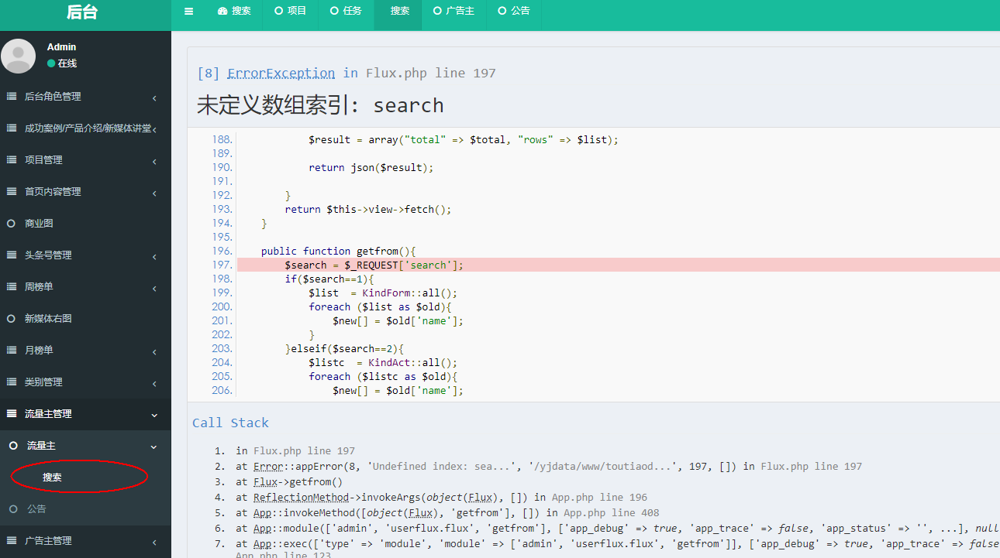 后台
搜索 项目 任务 搜索 广告主 公告
Admin
在线
后台角色管理
成功案例/产品介绍/新媒体讲堂
项目管理
首页内容管理
商业图
头条号管理
周榜单
新媒体右图
月榜单
类别管理
流量主管理
流量主
搜索
公告
广告主管理
[8] ErrorException in Flux.php line 197
未定义数组索引: search
188. $result = array("total" => $total, "rows" => $list);
189.
190. return json($result);
191.
192. }
193. return $this->view->fetch();
194. }
195.
196. public function getfrom(){
197. $search = $_REQUEST['search'];
198. if($search==1){
199. $list  = KindForm::all();
200. foreach ($list as $old){
201. $new[] = $old['name'];
202. }
203. }elseif($search==2){
204. $listc  = KindAct::all();
205. foreach ($listc as $old){
206. $new[] = $old['name'];
Call Stack
1. in Flux.php line 197
2. at Error::appError(8, 'Undefined index: sea...', '/yjdata/www/toutiaod...', 197, []) in Flux.php line 197
3. at Flux->getfrom()
4. at ReflectionMethod->invokeArgs(object(Flux), []) in App.php line 196
5. at App::invokeMethod([object(Flux), 'getfrom'], []) in App.php line 408
6. at App::module(['admin', 'userflux.flux', 'getfrom'], ['app_debug' => true, 'app_trace' => false, 'app_status' => '', ...], null
7. at App::exec(['type' => 'module', 'module' => ['admin', 'userflux.flux', 'getfrom']], ['app_debug' => true, 'app_trace' => false
App.php line 123